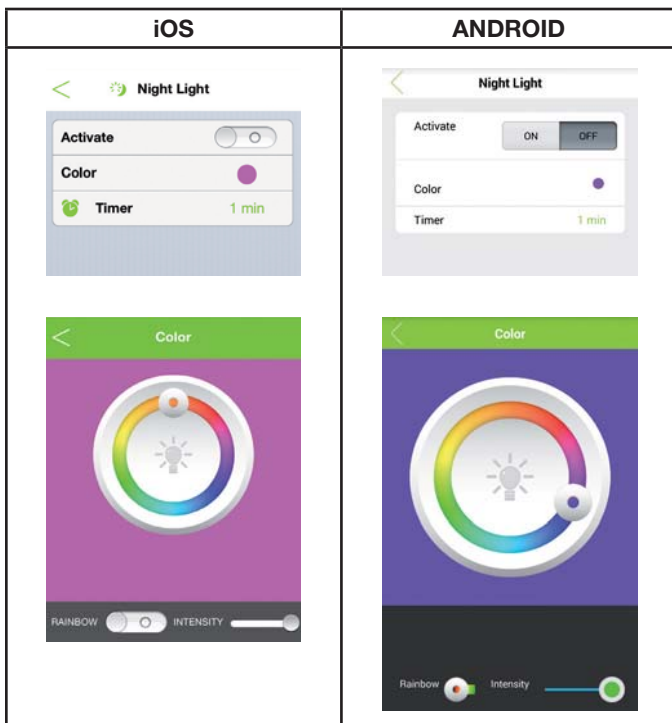 iOS
ANDROID
Night Light
Activate
Color
Timer 1 min
Night Light
Activate ON OFF
Color
Timer 1 min
Color
RAINBOW INTENSITY
Color
Rainbow Intensity